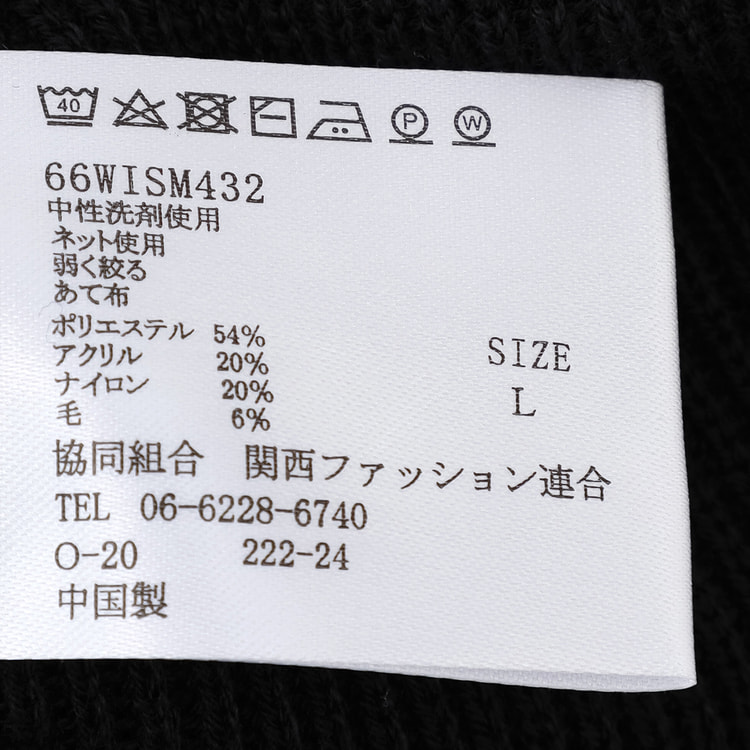 40 P W
66WISM432
中性洗剤使用
ネット使用
弱く絞る
あて布
ポリエステル 54%
アクリル 20%
ナイロン 20%
毛 6%
SIZE
L
協同組合 関西ファッション連合
TEL 06-6228-6740
O-20 222-24
中国製